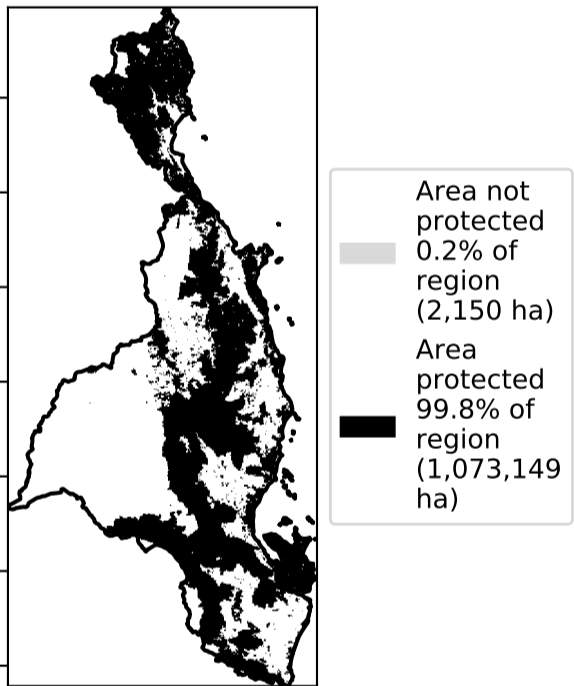 Area not
protected
0.2% of
region
(2,150 ha)
Area
protected
99.8% of
region
(1,073,149
ha)